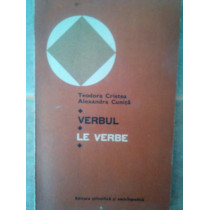 Teodora Cristea
Alexandra Cuniță
VERBUL
LE VERBE
Editura științifică și enciclopedică